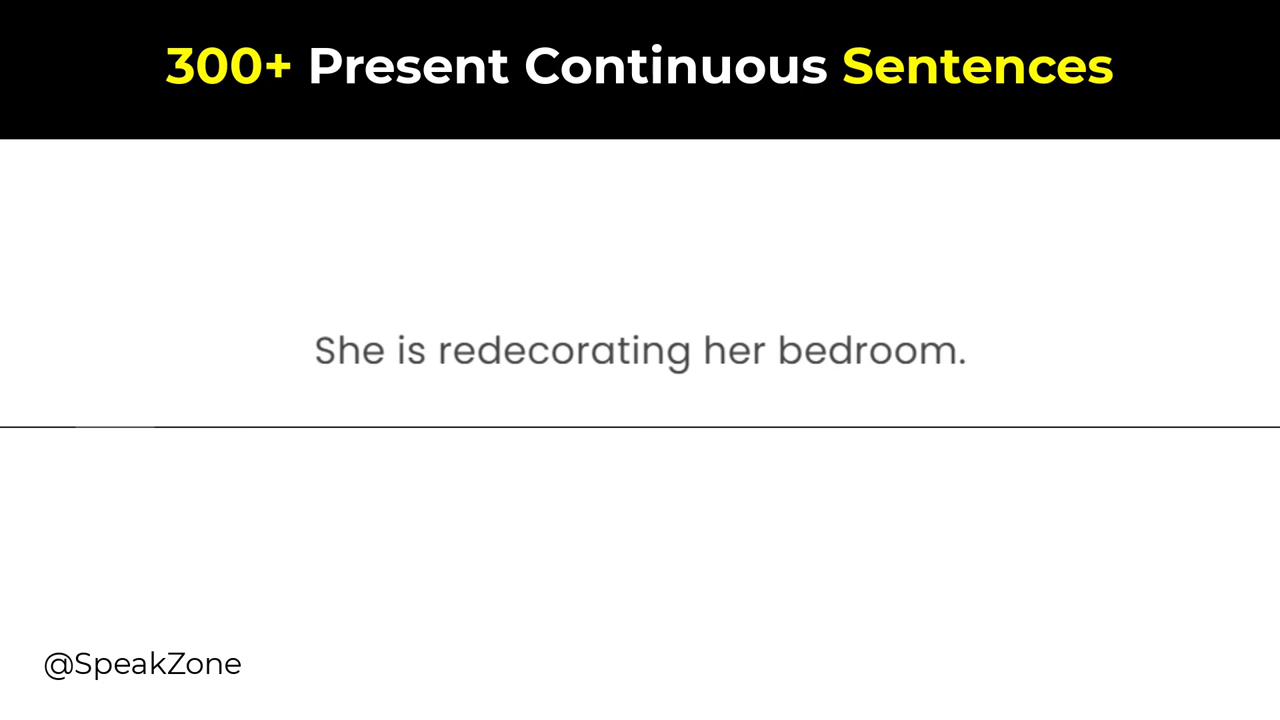 300+ Present Continuous Sentences
She is redecorating her bedroom.
@SpeakZone